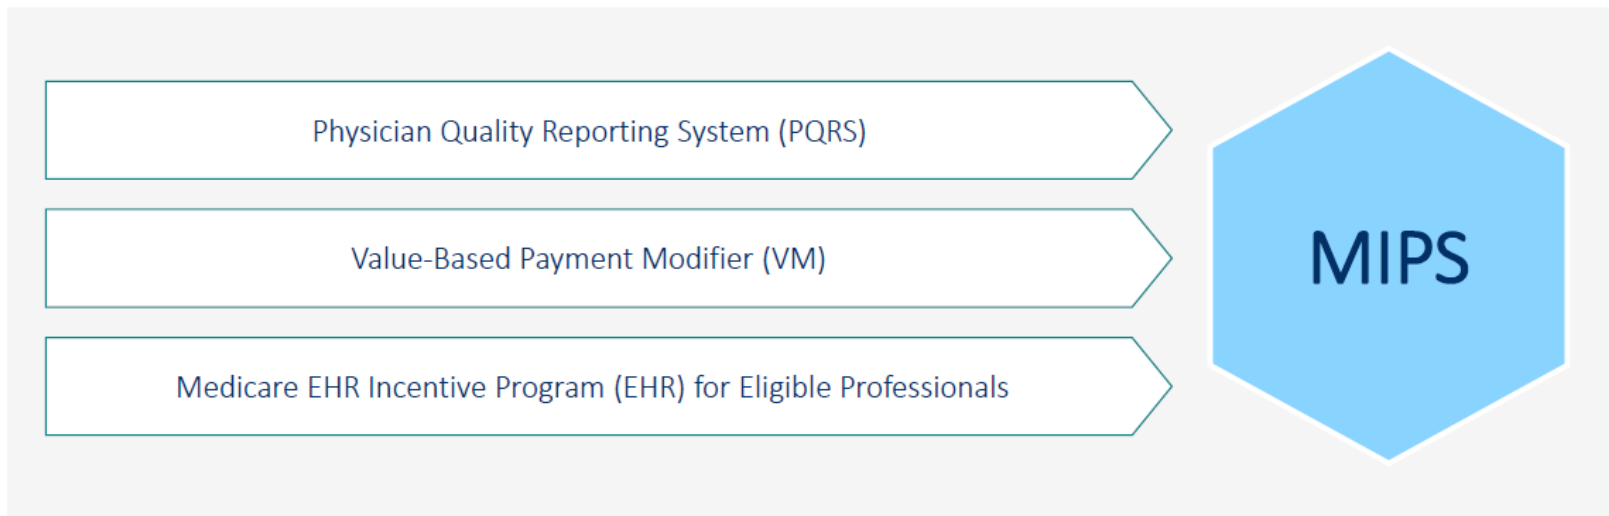 Physician Quality Reporting System (PQRS)
Value-Based Payment Modifier (VM)
Medicare EHR Incentive Program (EHR) for Eligible Professionals
MIPS